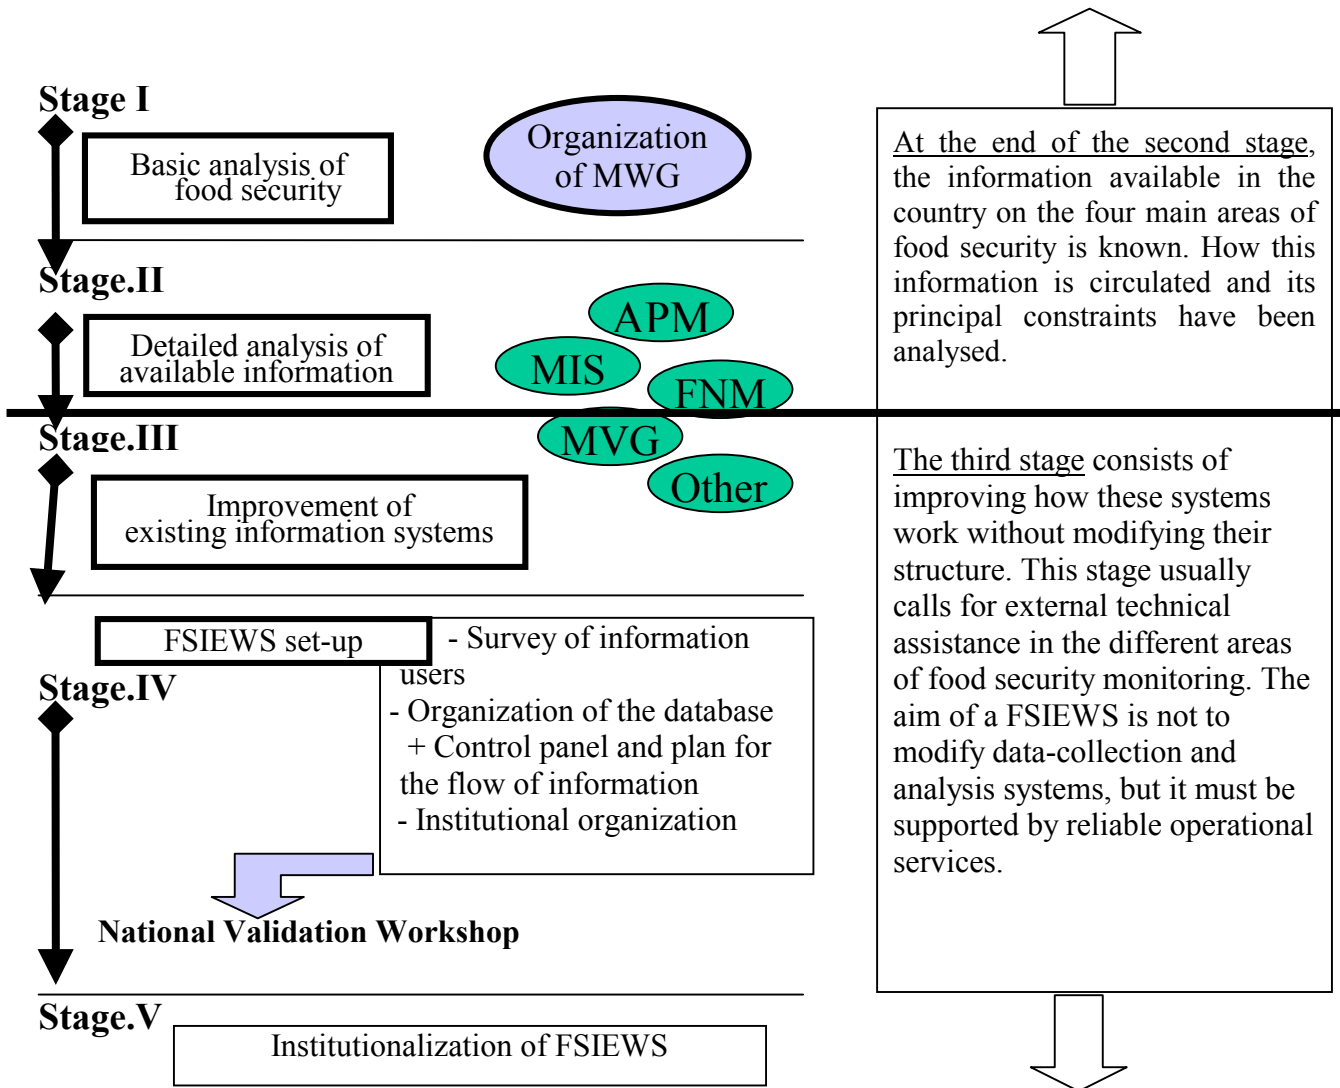 Stage I
Basic analysis of
food security
Organization
of MWG
Stage.II
Detailed analysis of
available information
APM
MIS
FNM
MVG
Other
Stage.III
Improvement of
existing information systems
FSIEWS set-up
Stage.IV
- Survey of information
users
- Organization of the database
+ Control panel and plan for
the flow of information
- Institutional organization
National Validation Workshop
Stage.V
Institutionalization of FSIEWS
At the end of the second stage,
the information available in the
country on the four main areas of
food security is known. How this
information is circulated and its
principal constraints have been
analysed.
The third stage consists of
improving how these systems
work without modifying their
structure. This stage usually
calls for external technical
assistance in the different areas
of food security monitoring. The
aim of a FSIEWS is not to
modify data-collection and
analysis systems, but it must be
supported by reliable operational
services.